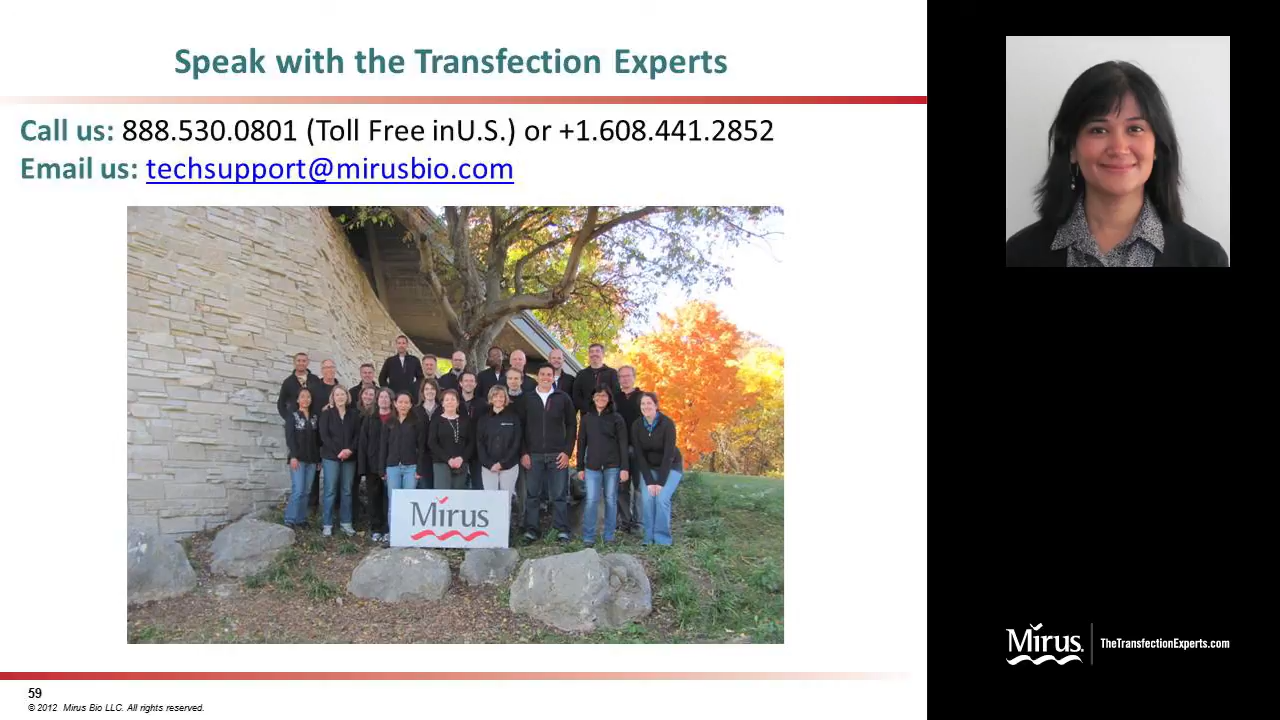 Speak with the Transfection Experts
Call us: 888.530.0801 (Toll Free inU.S.) or +1.608.441.2852
Email us: techsupport@mirusbio.com
Mirus
Mirus.
TheTransfectionExperts.com
59
© 2012 Mirus Bio LLC. All rights reserved.